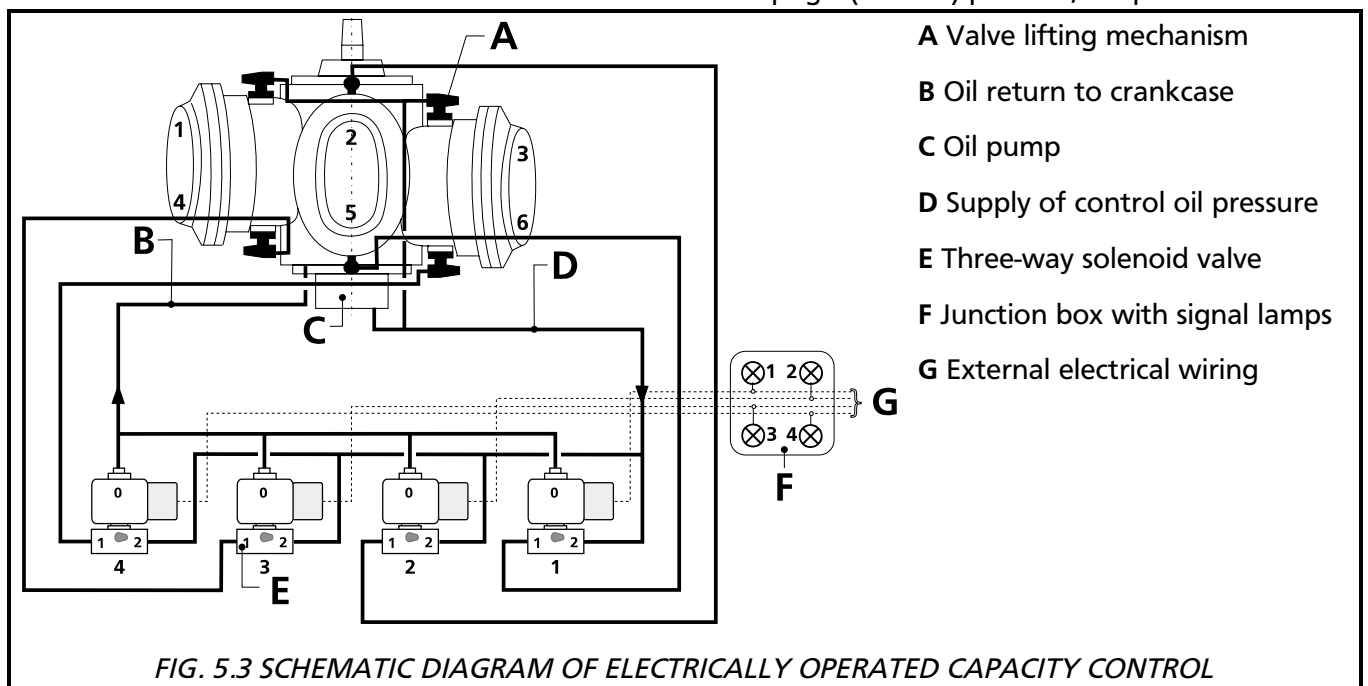 A
A Valve lifting mechanism
B Oil return to crankcase
C Oil pump
D Supply of control oil pressure
E Three-way solenoid valve
F Junction box with signal lamps
G External electrical wiring
1
2
3
4
5
6
B
D
C
1 2
3 4
G
F
0
0
0
0
1 2
1 2
1 2
1 2
4
3
2
1
E
FIG. 5.3 SCHEMATIC DIAGRAM OF ELECTRICALLY OPERATED CAPACITY CONTROL